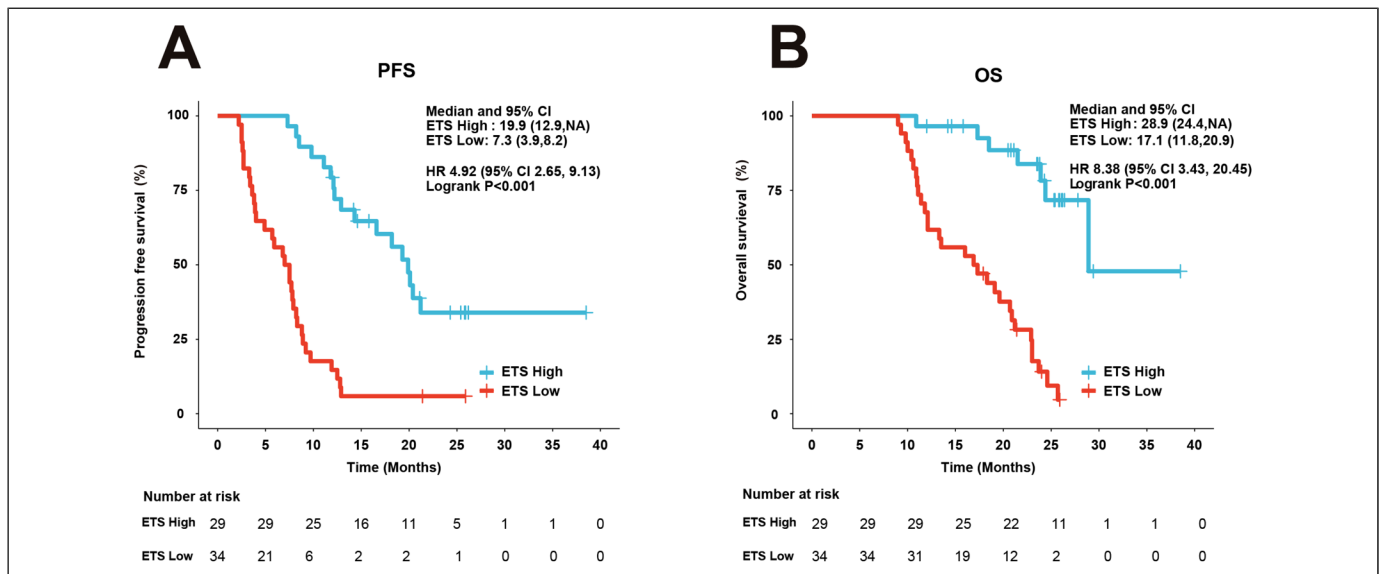 A
PFS
100
75
50
25
0
Progression free survival (%)
Median and 95% CI
ETS High : 19.9 (12.9,NA)
ETS Low: 7.3 (3.9,8.2)
HR 4.92 (95% CI 2.65, 9.13)
Logrank P<0.001
ETS High
ETS Low
0 5 10 15 20 25 30 35 40
Time (Months)
Number at risk
ETS High 29 29 25 16 11 5 1 1 0
ETS Low 34 21 6 2 2 1 0 0 0
B
OS
100
75
50
25
0
Overall survieval (%)
Median and 95% CI
ETS High : 28.9 (24.4,NA)
ETS Low: 17.1 (11.8,20.9)
HR 8.38 (95% CI 3.43, 20.45)
Logrank P<0.001
ETS High
ETS Low
0 5 10 15 20 25 30 35 40
Time (Months)
Number at risk
ETS High 29 29 29 25 22 11 1 1 0
ETS Low 34 34 31 19 12 2 0 0 0